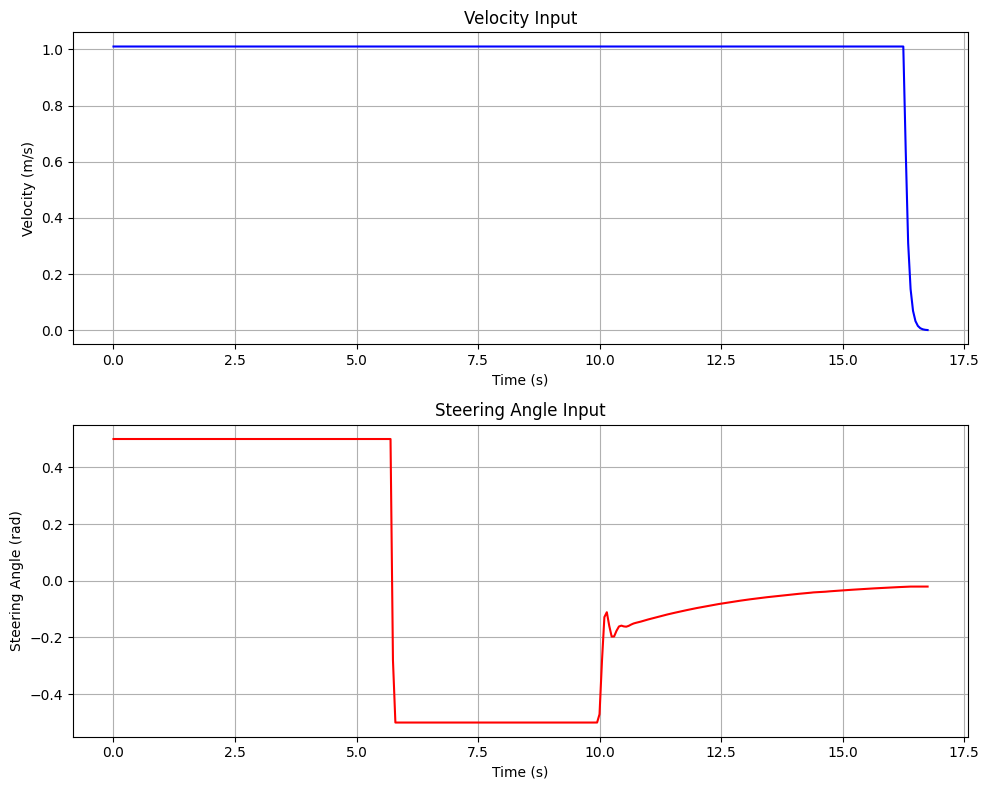 Velocity Input
Velocity (m/s)
1.0
0.8
0.6
0.4
0.2
0.0
0.0 2.5 5.0 7.5 10.0 12.5 15.0 17.5
Time (s)
Steering Angle Input
Steering Angle (rad)
0.4
0.2
0.0
−0.2
−0.4
0.0 2.5 5.0 7.5 10.0 12.5 15.0 17.5
Time (s)